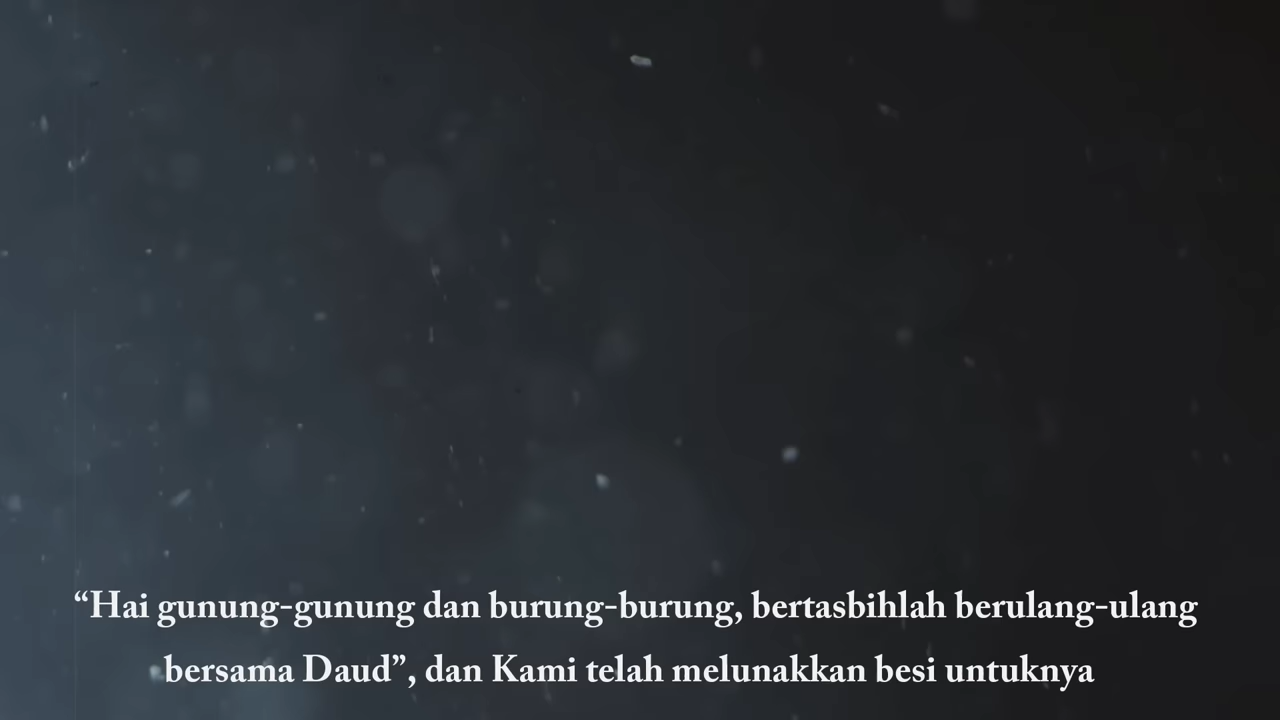 “Hai gunung-gunung dan burung-burung, bertasbihlah berulang-ulang
bersama Daud”, dan Kami telah melunakkan besi untuknya